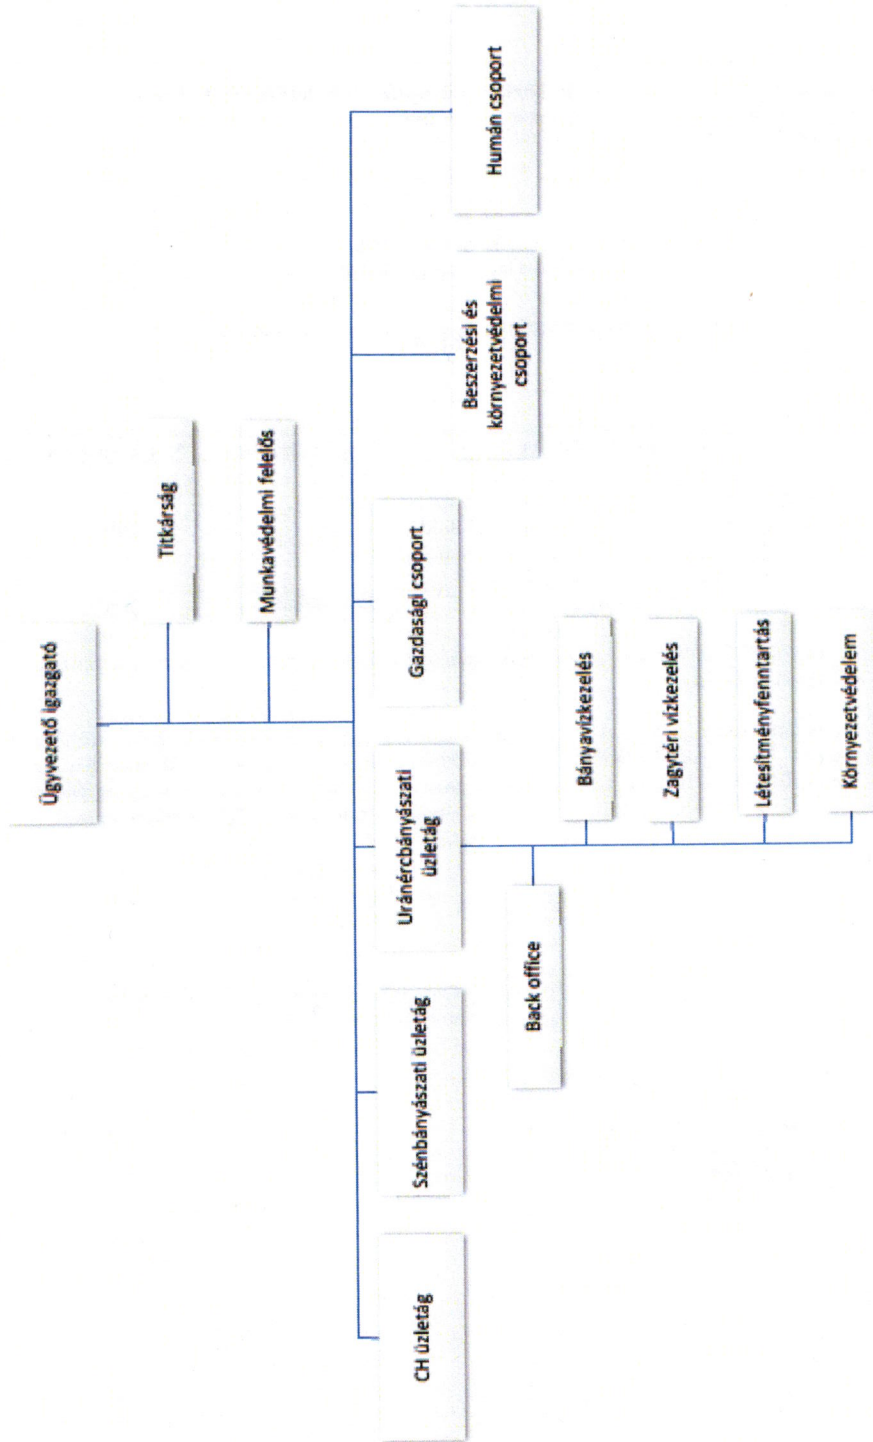 Ügyvezető igazgató
Titkárság
Munkavédelmi felelős
CH üzletág
Szénbányászati üzletág
Uránércbányászati
üzletág
Gazdasági csoport
Beszerzési és
környezetvédelmi
csoport
Humán csoport
Back office
Bányavízkezelés
Zagytéri vízkezelés
Létesítményfenntartás
Környezetvédelem